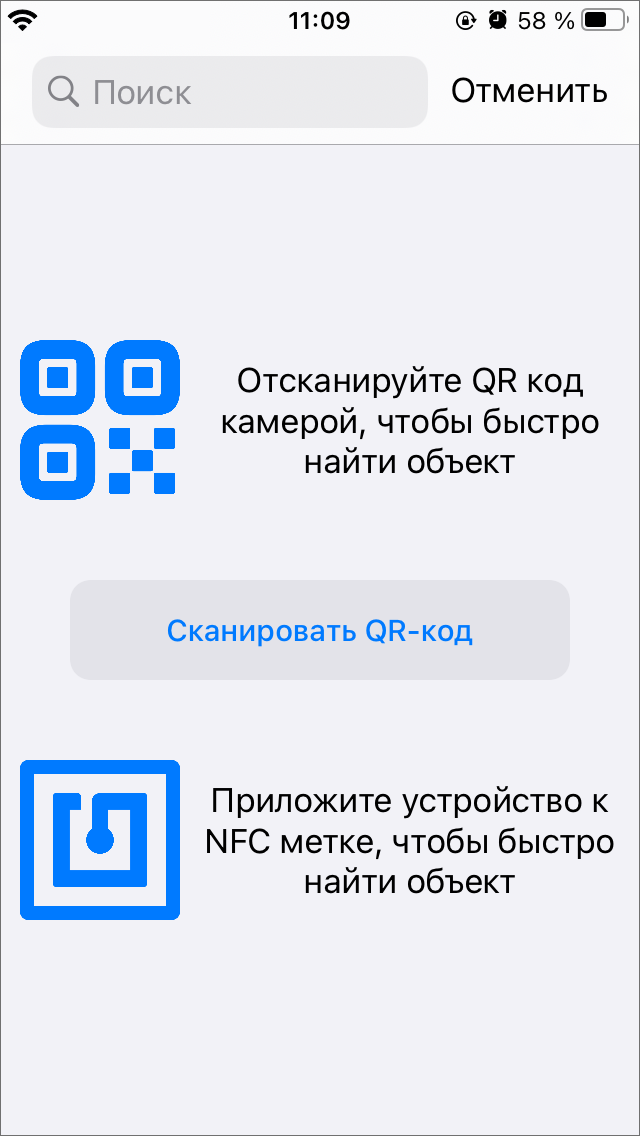 11:09
58 %
Поиск
Отменить
Отсканируйте QR код
камерой, чтобы быстро
найти объект
Сканировать QR-код
Приложите устройство к
NFC метке, чтобы быстро
найти объект